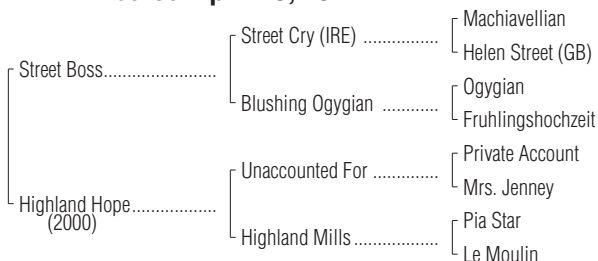 Machiavellian
Street Cry (IRE) ................
Helen Street (GB)
Street Boss........................
Ogygian
Blushing Ogygian ............
Fruhlingshochzeit
Private Account
Unaccounted For ..............
Mrs. Jenney
Highland Hope..................
(2000)
Pia Star
Highland Mills ..................
Le Moulin